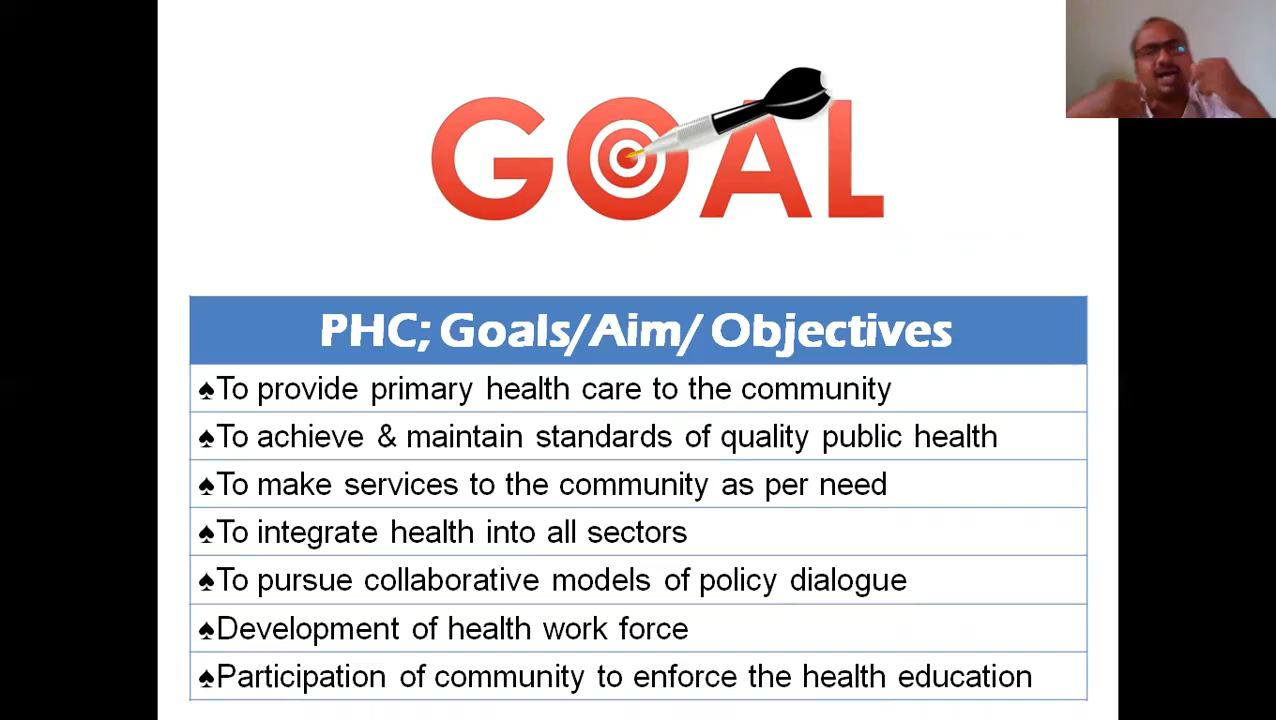 GOAL
PHC; Goals/Aim/ Objectives
♠To provide primary health care to the community
♠To achieve & maintain standards of quality public health
♠To make services to the community as per need
♠To integrate health into all sectors
♠To pursue collaborative models of policy dialogue
♠Development of health work force
♠Participation of community to enforce the health education